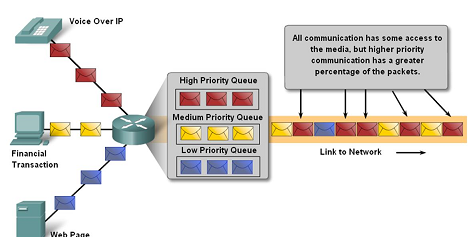 Voice Over IP
All communication has some access to
the media, but higher priority
communication has a greater
percentage of the packets.
High Priority Queue
Medium Priority Queue
Low Priority Queue
Financial
Transaction
Link to Network
Web Page